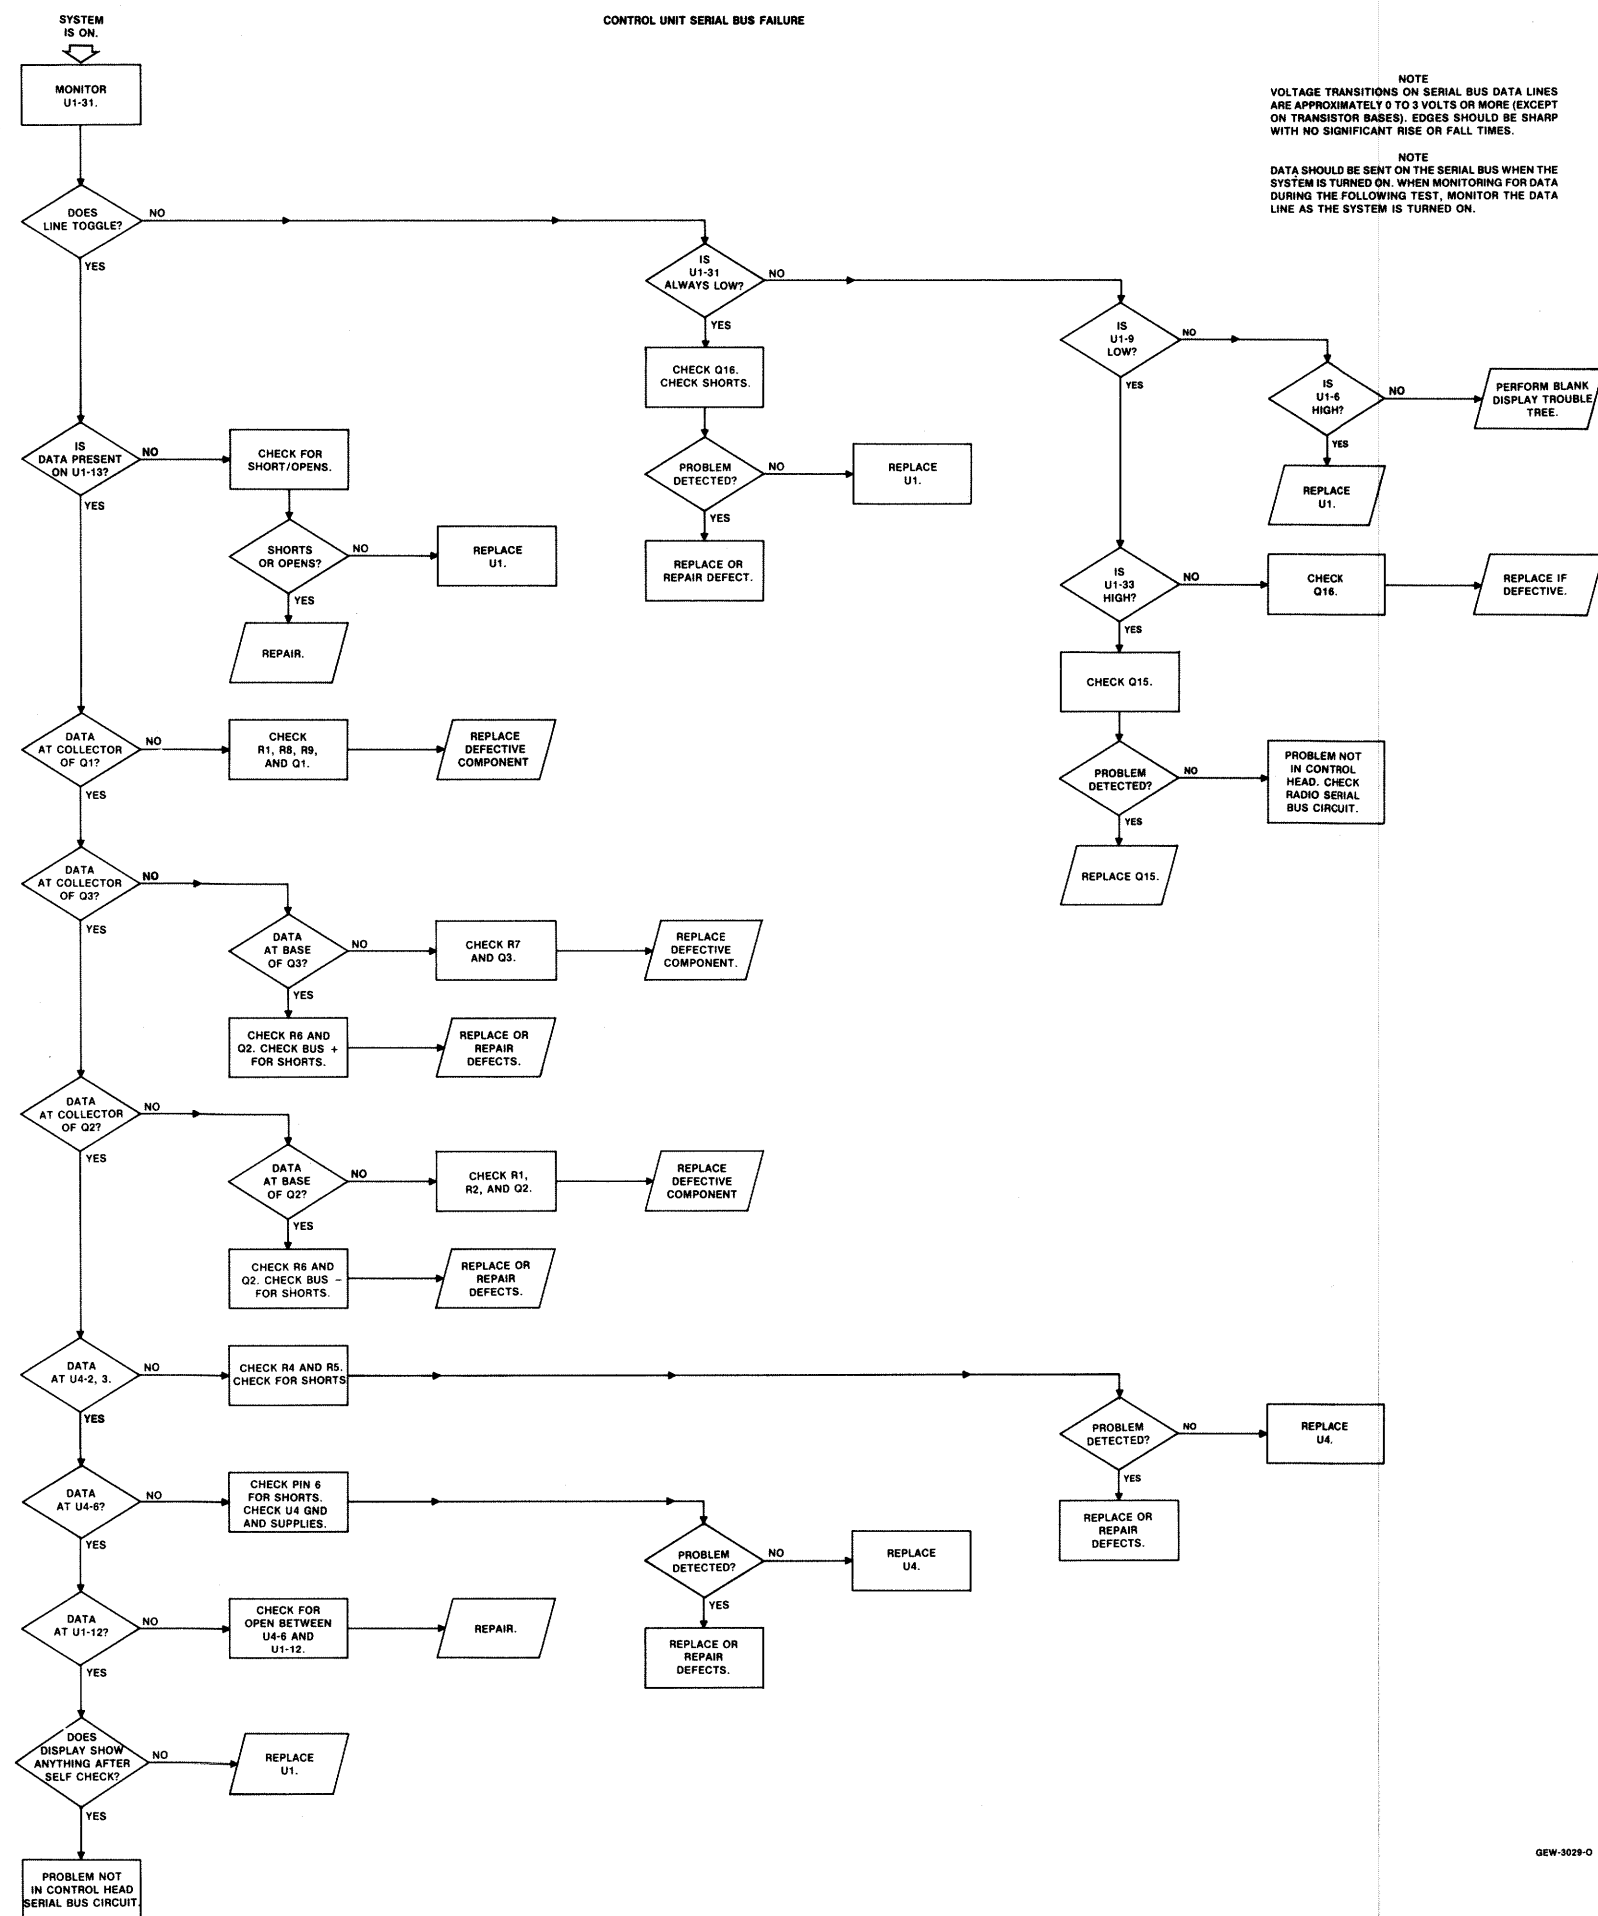 SYSTEM
IS ON.
CONTROL UNIT SERIAL BUS FAILURE
MONITOR
U1-31.
NOTE
VOLTAGE TRANSITIONS ON SERIAL BUS DATA LINES
ARE APPROXIMATELY 0 TO 3 VOLTS OR MORE (EXCEPT
ON TRANSISTOR BASES). EDGES SHOULD BE SHARP
WITH NO SIGNIFICANT RISE OR FALL TIMES.
NOTE
DATA SHOULD BE SENT ON THE SERIAL BUS WHEN THE
SYSTEM IS TURNED ON. WHEN MONITORING FOR DATA
DURING THE FOLLOWING TEST, MONITOR THE DATA
LINE AS THE SYSTEM IS TURNED ON.
DOES
LINE TOGGLE?
NO
YES
IS
U1-31
ALWAYS LOW?
NO
YES
CHECK Q16.
CHECK SHORTS.
PROBLEM
DETECTED?
NO
REPLACE
U1.
YES
REPLACE OR
REPAIR DEFECT.
IS
U1-9
LOW?
NO
YES
IS
U1-6
HIGH?
NO
PERFORM BLANK
DISPLAY TROUBLE
TREE.
YES
REPLACE
U1.
IS
U1-33
HIGH?
NO
CHECK
Q16.
REPLACE IF
DEFECTIVE.
YES
CHECK Q15.
PROBLEM
DETECTED?
NO
PROBLEM NOT
IN CONTROL
HEAD. CHECK
RADIO SERIAL
BUS CIRCUIT.
YES
REPLACE Q15.
IS
DATA PRESENT
ON U1-13?
NO
CHECK FOR
SHORT/OPENS.
YES
SHORTS
OR OPENS?
NO
REPLACE
U1.
YES
REPAIR.
DATA
AT COLLECTOR
OF Q1?
NO
CHECK
R1, R8, R9,
AND Q1.
REPLACE
DEFECTIVE
COMPONENT
YES
DATA
AT COLLECTOR
OF Q3?
NO
YES
DATA
AT BASE
OF Q3?
NO
CHECK R7
AND Q3.
REPLACE
DEFECTIVE
COMPONENT.
YES
CHECK R6 AND
Q2. CHECK BUS +
FOR SHORTS.
REPLACE OR
REPAIR
DEFECTS.
DATA
AT COLLECTOR
OF Q2?
NO
YES
DATA
AT BASE
OF Q2?
NO
CHECK R1,
R2, AND Q2.
REPLACE
DEFECTIVE
COMPONENT
YES
CHECK R6 AND
Q2. CHECK BUS −
FOR SHORTS.
REPLACE OR
REPAIR
DEFECTS.
DATA
AT U4-2, 3.
NO
CHECK R4 AND R5.
CHECK FOR SHORTS
YES
PROBLEM
DETECTED?
NO
REPLACE
U4.
YES
REPLACE OR
REPAIR
DEFECTS.
DATA
AT U4-6?
NO
CHECK PIN 6
FOR SHORTS.
CHECK U4 GND
AND SUPPLIES.
YES
PROBLEM
DETECTED?
NO
REPLACE
U4.
YES
REPLACE OR
REPAIR
DEFECTS.
DATA
AT U1-12?
NO
CHECK FOR
OPEN BETWEEN
U4-6 AND
U1-12.
REPAIR.
YES
DOES
DISPLAY SHOW
ANYTHING AFTER
SELF CHECK?
NO
REPLACE
U1.
YES
PROBLEM NOT
IN CONTROL HEAD
SERIAL BUS CIRCUIT.
GEW-3029-O